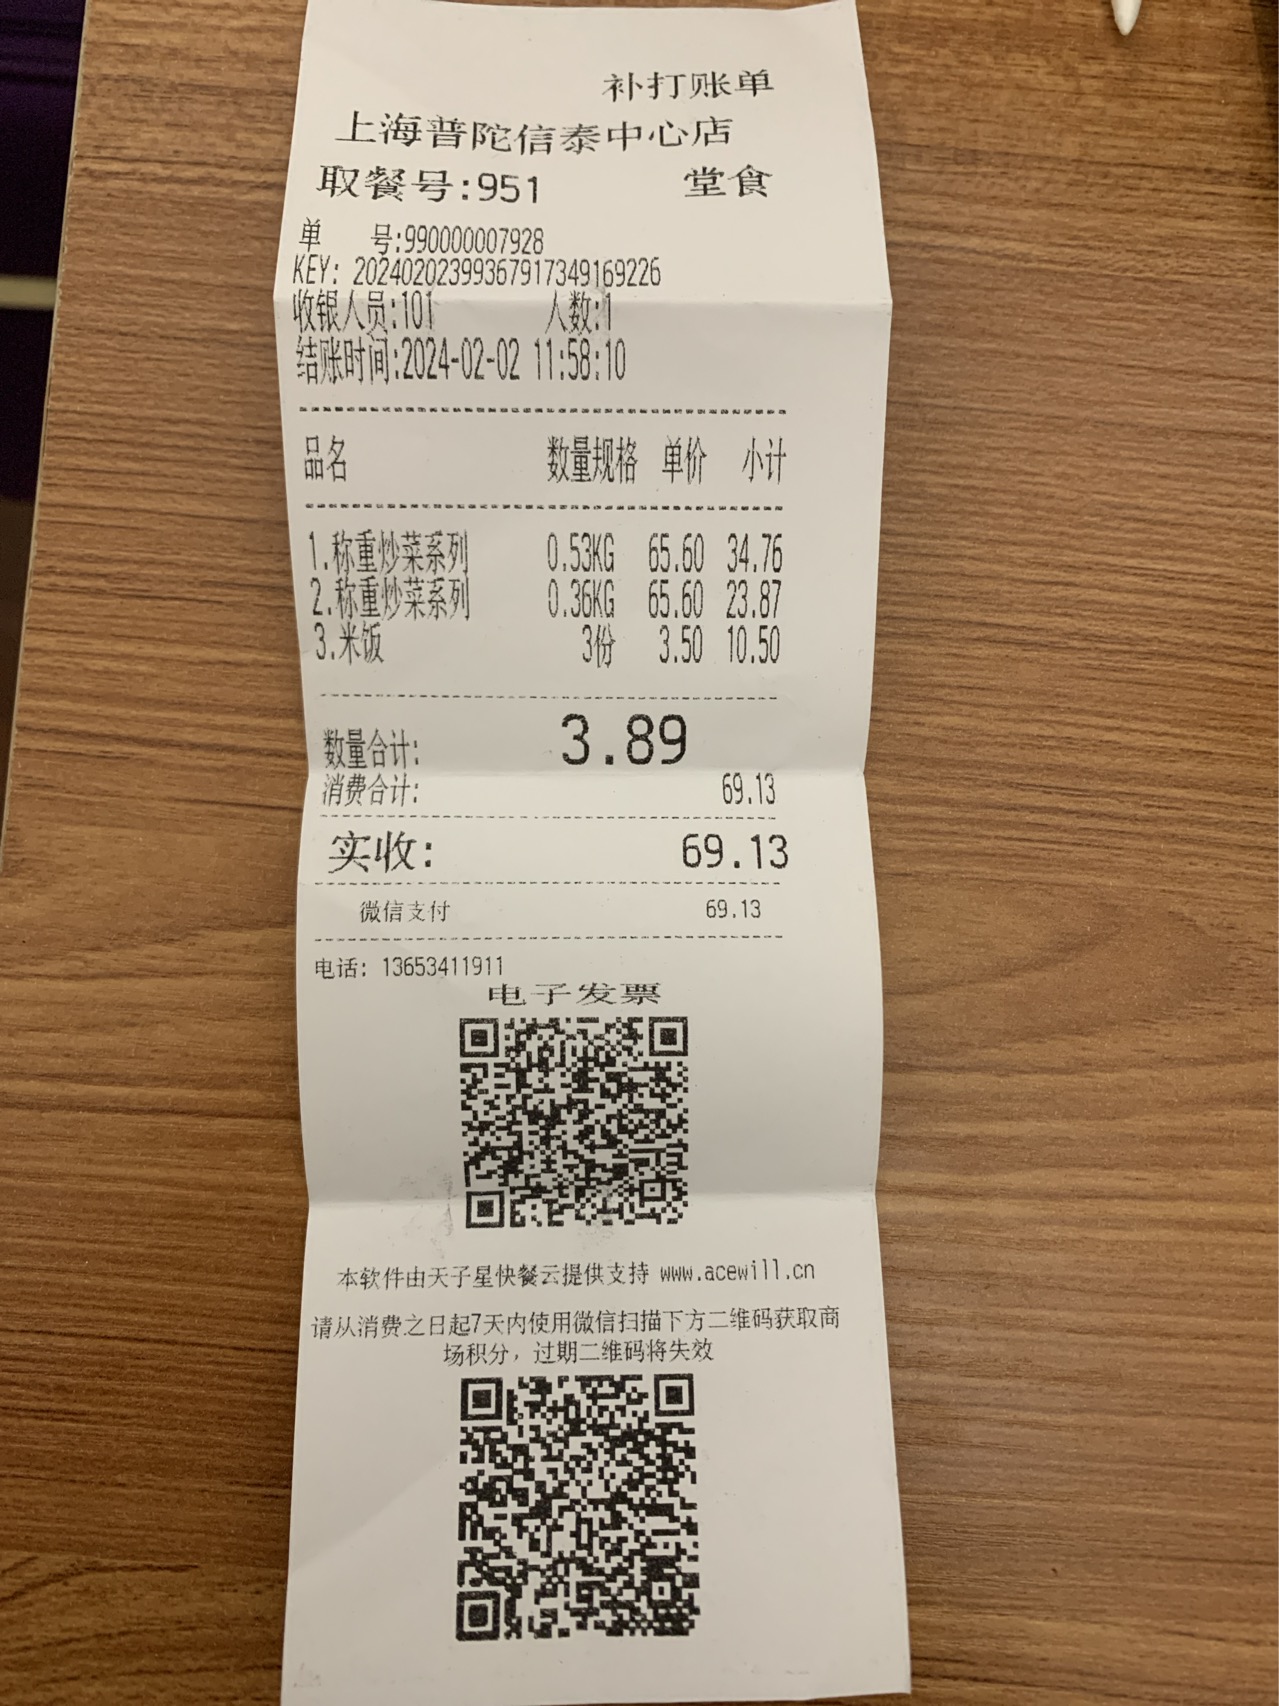 补打账单
上海普陀信泰中心店
取餐号:951 堂食
单 号:990000007928
KEY: 20240202399367917349169226
收银人员:101 人数:1
结账时间:2024-02-02 11:58:10
品名 数量规格 单价 小计
1.称重炒菜系列 0.53KG 65.60 34.76
2.称重炒菜系列 0.36KG 65.60 23.87
3.米饭 3份 3.50 10.50
数量合计: 3.89
消费合计: 69.13
实收: 69.13
微信支付 69.13
电话: 13653411911
电子发票
本软件由天子星快餐云提供支持 www.acewill.cn
请从消费之日起7天内使用微信扫描下方二维码获取商
场积分，过期二维码将失效